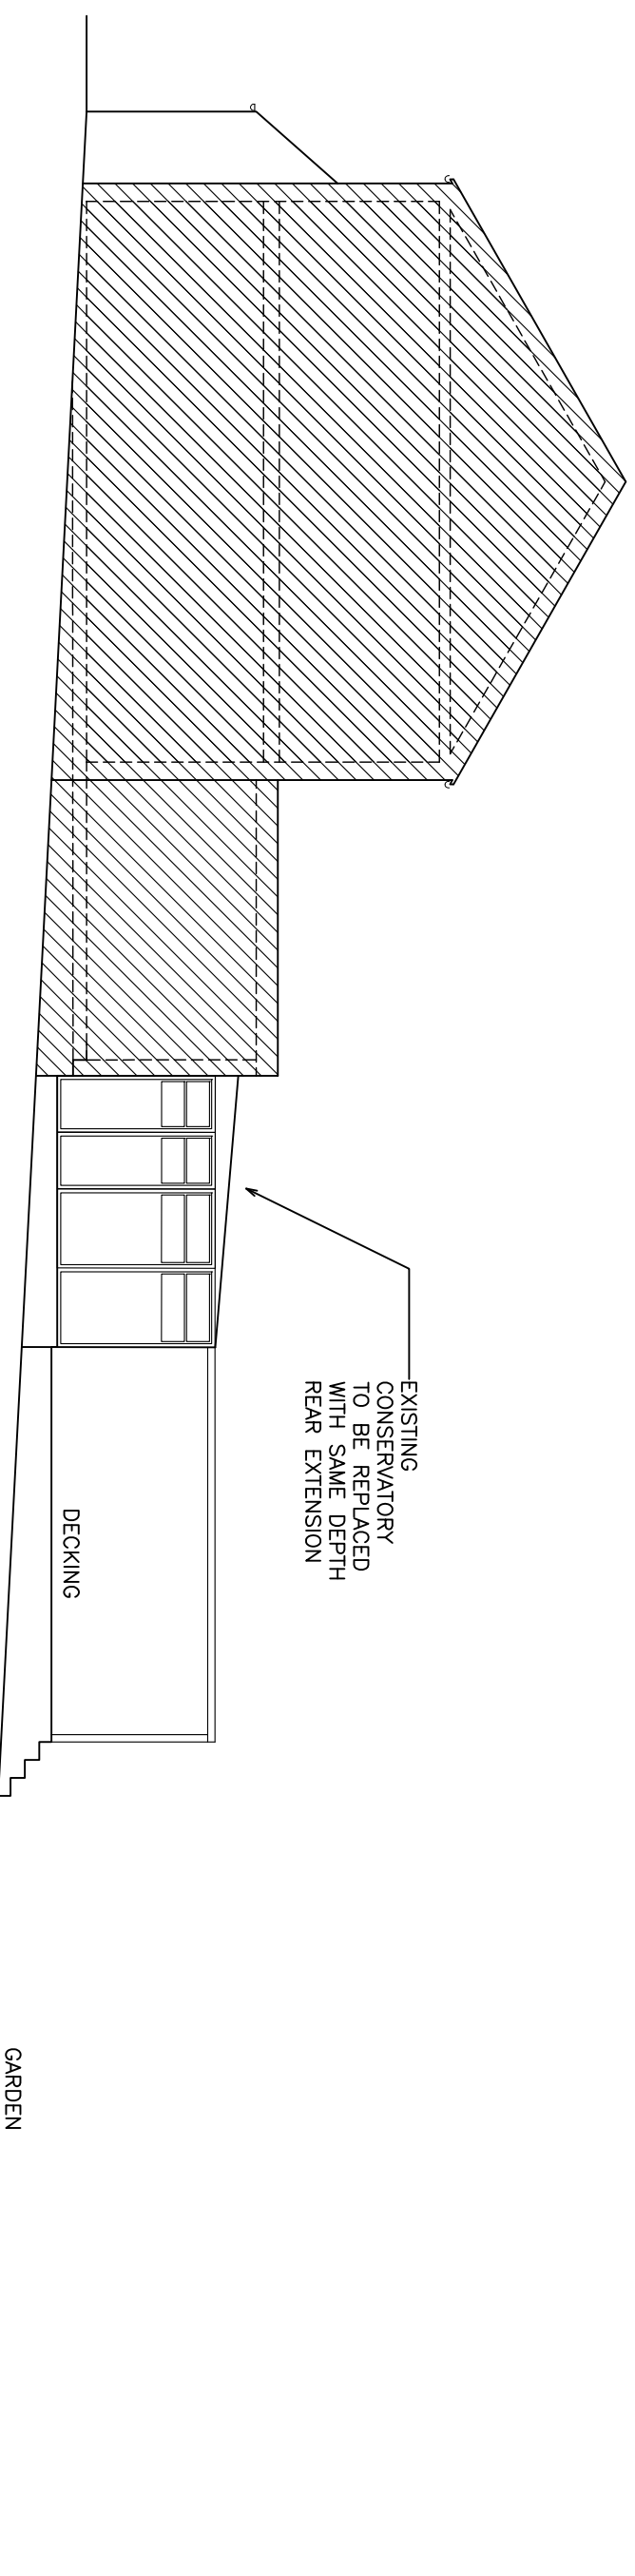 EXISTING
CONSERVATORY
TO BE REPLACED
WITH SAME DEPTH
REAR EXTENSION
DECKING
GARDEN